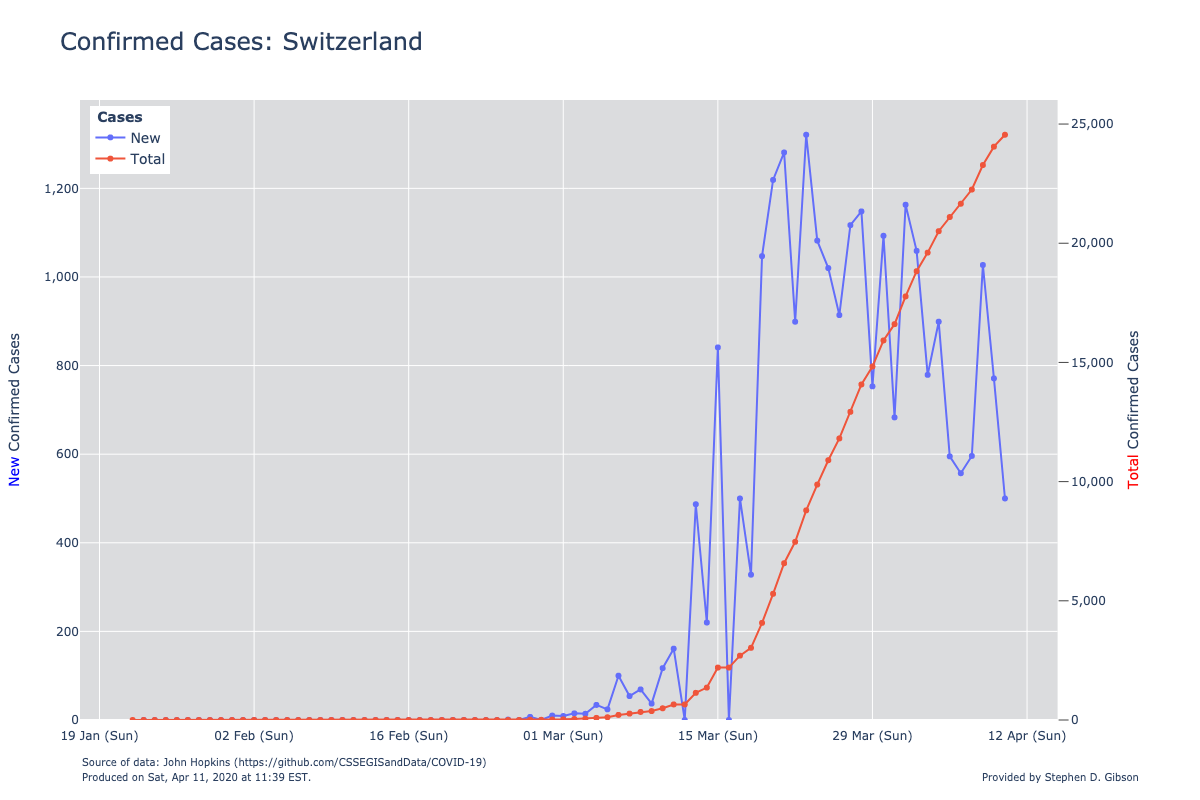 Confirmed Cases: Switzerland
Cases
New
Total
1,200
1,000
800
600
400
200
0
25,000
20,000
15,000
10,000
5,000
0
New Confirmed Cases
Total Confirmed Cases
19 Jan (Sun)
02 Feb (Sun)
16 Feb (Sun)
01 Mar (Sun)
15 Mar (Sun)
29 Mar (Sun)
12 Apr (Sun)
Source of data: John Hopkins (https://github.com/CSSEGISandData/COVID-19)
Produced on Sat, Apr 11, 2020 at 11:39 EST.
Provided by Stephen D. Gibson